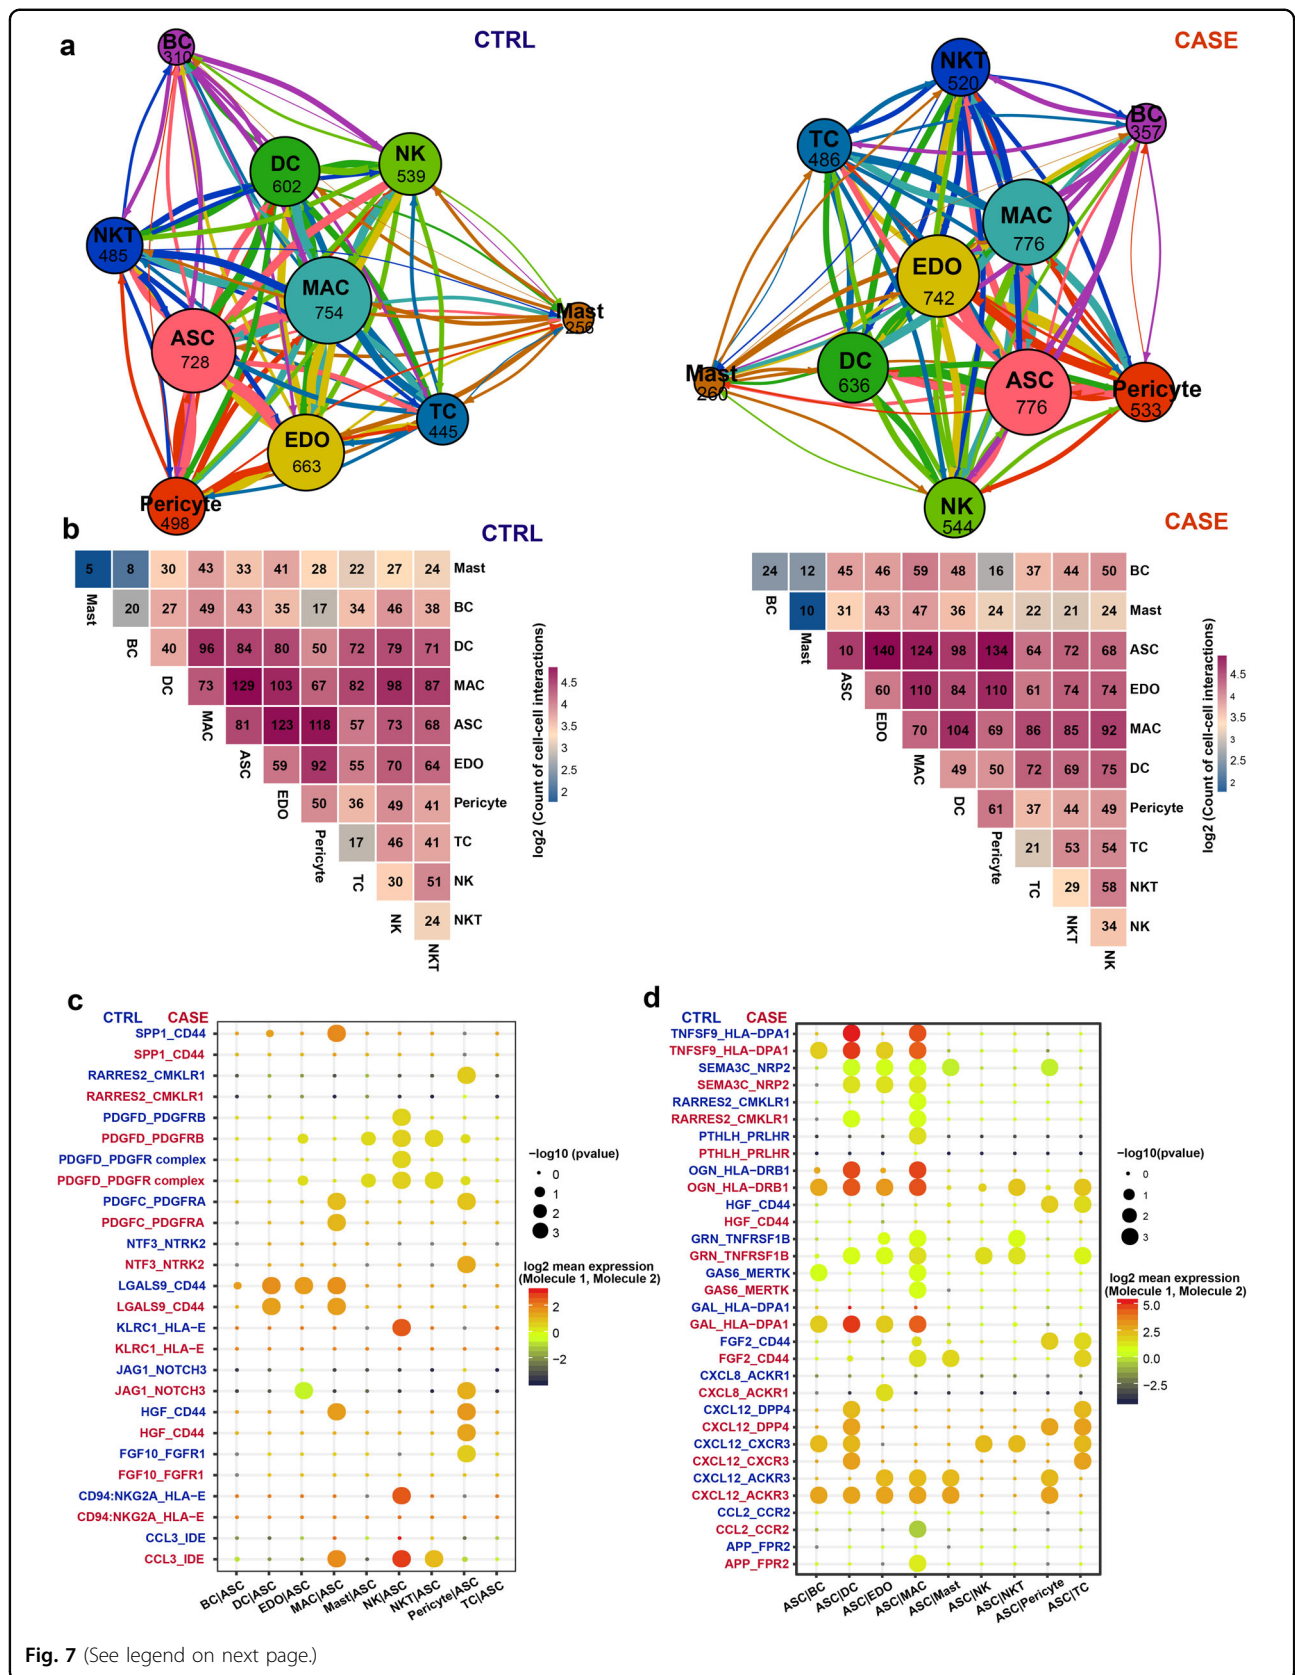 a
CTRL
CASE
BC
310
DC
602
NK
539
NKT
485
MAC
754
Mast
256
ASC
728
TC
445
EDO
663
Pericyte
498
NKT
520
TC
486
BC
357
MAC
776
EDO
742
Mast
260
DC
636
ASC
776
Pericyte
533
NK
544
b
CTRL
5 8 30 43 33 41 28 22 27 24 Mast
20 27 49 43 35 17 34 46 38 BC
40 96 84 80 50 72 79 71 DC
73 129 103 67 82 98 87 MAC
81 123 118 57 73 68 ASC
59 92 55 70 64 EDO
50 36 49 41 Pericyte
17 46 41 TC
30 51 NK
24 NKT
Mast
BC
DC
MAC
ASC
EDO
Pericyte
TC
NK
NKT
4.5
4
3.5
3
2.5
2
log2 (Count of cell-cell interactions)
CASE
24 12 45 46 59 48 16 37 44 50 BC
10 31 43 47 36 24 22 21 24 Mast
10 140 124 98 134 64 72 68 ASC
60 110 84 110 61 74 74 EDO
70 104 69 86 85 92 MAC
49 50 72 69 75 DC
61 37 44 49 Pericyte
21 53 54 TC
29 58 NKT
34 NK
BC
Mast
ASC
EDO
MAC
DC
Pericyte
TC
NKT
NK
4.5
4
3.5
3
2.5
2
log2 (Count of cell-cell interactions)
c
CTRL CASE
SPP1_CD44
SPP1_CD44
RARRES2_CMKLR1
RARRES2_CMKLR1
PDGFD_PDGFRB
PDGFD_PDGFRB
PDGFD_PDGFR complex
PDGFD_PDGFR complex
PDGFC_PDGFRA
PDGFC_PDGFRA
NTF3_NTRK2
NTF3_NTRK2
LGALS9_CD44
LGALS9_CD44
KLRC1_HLA−E
KLRC1_HLA−E
JAG1_NOTCH3
JAG1_NOTCH3
HGF_CD44
HGF_CD44
FGF10_FGFR1
FGF10_FGFR1
CD94:NKG2A_HLA−E
CD94:NKG2A_HLA−E
CCL3_IDE
CCL3_IDE
BC|ASC
DC|ASC
EDO|ASC
MAC|ASC
Mast|ASC
NK|ASC
NKT|ASC
Pericyte|ASC
TC|ASC
−log10 (pvalue)
0
1
2
3
log2 mean expression
(Molecule 1, Molecule 2)
2
0
−2
d
CTRL CASE
TNFSF9_HLA−DPA1
TNFSF9_HLA−DPA1
SEMA3C_NRP2
SEMA3C_NRP2
RARRES2_CMKLR1
RARRES2_CMKLR1
PTHLH_PRLHR
PTHLH_PRLHR
OGN_HLA−DRB1
OGN_HLA−DRB1
HGF_CD44
HGF_CD44
GRN_TNFRSF1B
GRN_TNFRSF1B
GAS6_MERTK
GAS6_MERTK
GAL_HLA−DPA1
GAL_HLA−DPA1
FGF2_CD44
FGF2_CD44
CXCL8_ACKR1
CXCL8_ACKR1
CXCL12_DPP4
CXCL12_DPP4
CXCL12_CXCR3
CXCL12_CXCR3
CXCL12_ACKR3
CXCL12_ACKR3
CCL2_CCR2
CCL2_CCR2
APP_FPR2
APP_FPR2
ASC|BC
ASC|DC
ASC|EDO
ASC|MAC
ASC|Mast
ASC|NK
ASC|NKT
ASC|Pericyte
ASC|TC
−log10(pvalue)
0
1
2
3
log2 mean expression
(Molecule 1, Molecule 2)
5.0
2.5
0.0
−2.5
Fig. 7 (See legend on next page.)